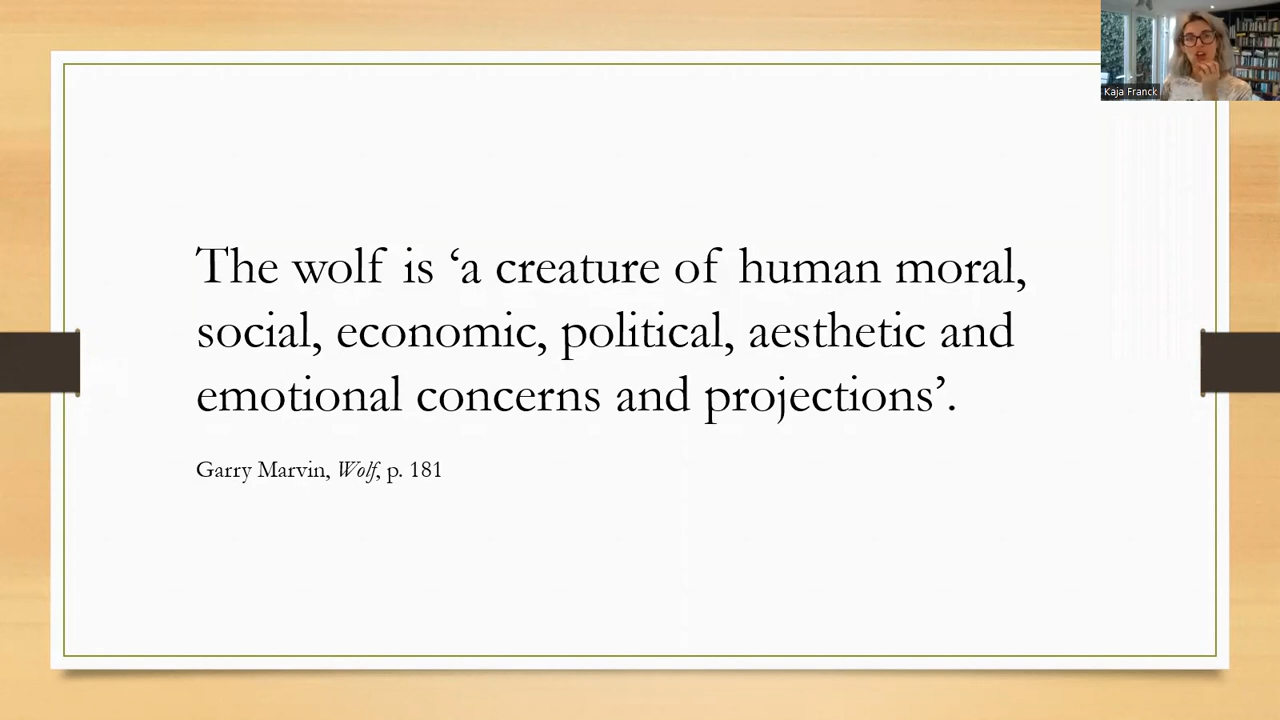 Kaja Franck
The wolf is ‘a creature of human moral,
social, economic, political, aesthetic and
emotional concerns and projections’.
Garry Marvin, Wolf, p. 181